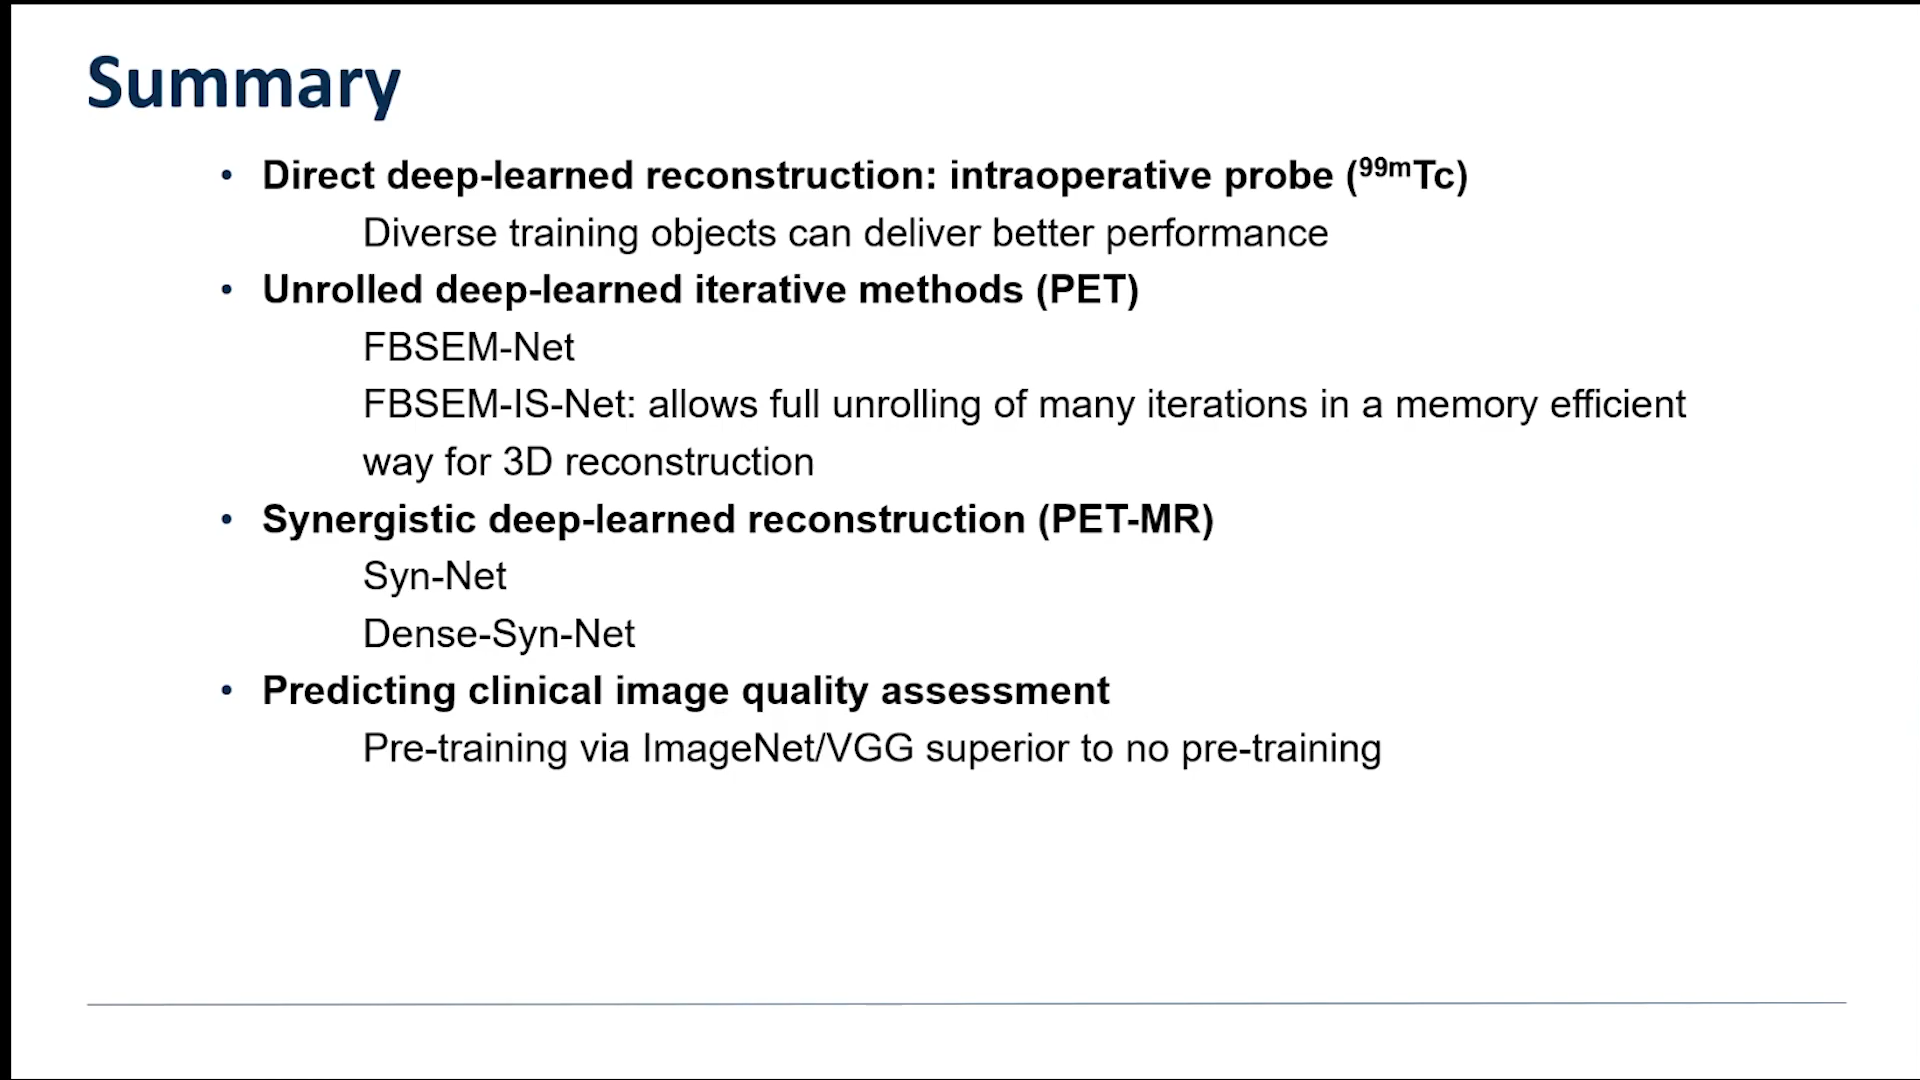 Summary
• Direct deep-learned reconstruction: intraoperative probe (⁹⁹ᵐTc)
Diverse training objects can deliver better performance
• Unrolled deep-learned iterative methods (PET)
FBSEM-Net
FBSEM-IS-Net: allows full unrolling of many iterations in a memory efficient
way for 3D reconstruction
• Synergistic deep-learned reconstruction (PET-MR)
Syn-Net
Dense-Syn-Net
• Predicting clinical image quality assessment
Pre-training via ImageNet/VGG superior to no pre-training